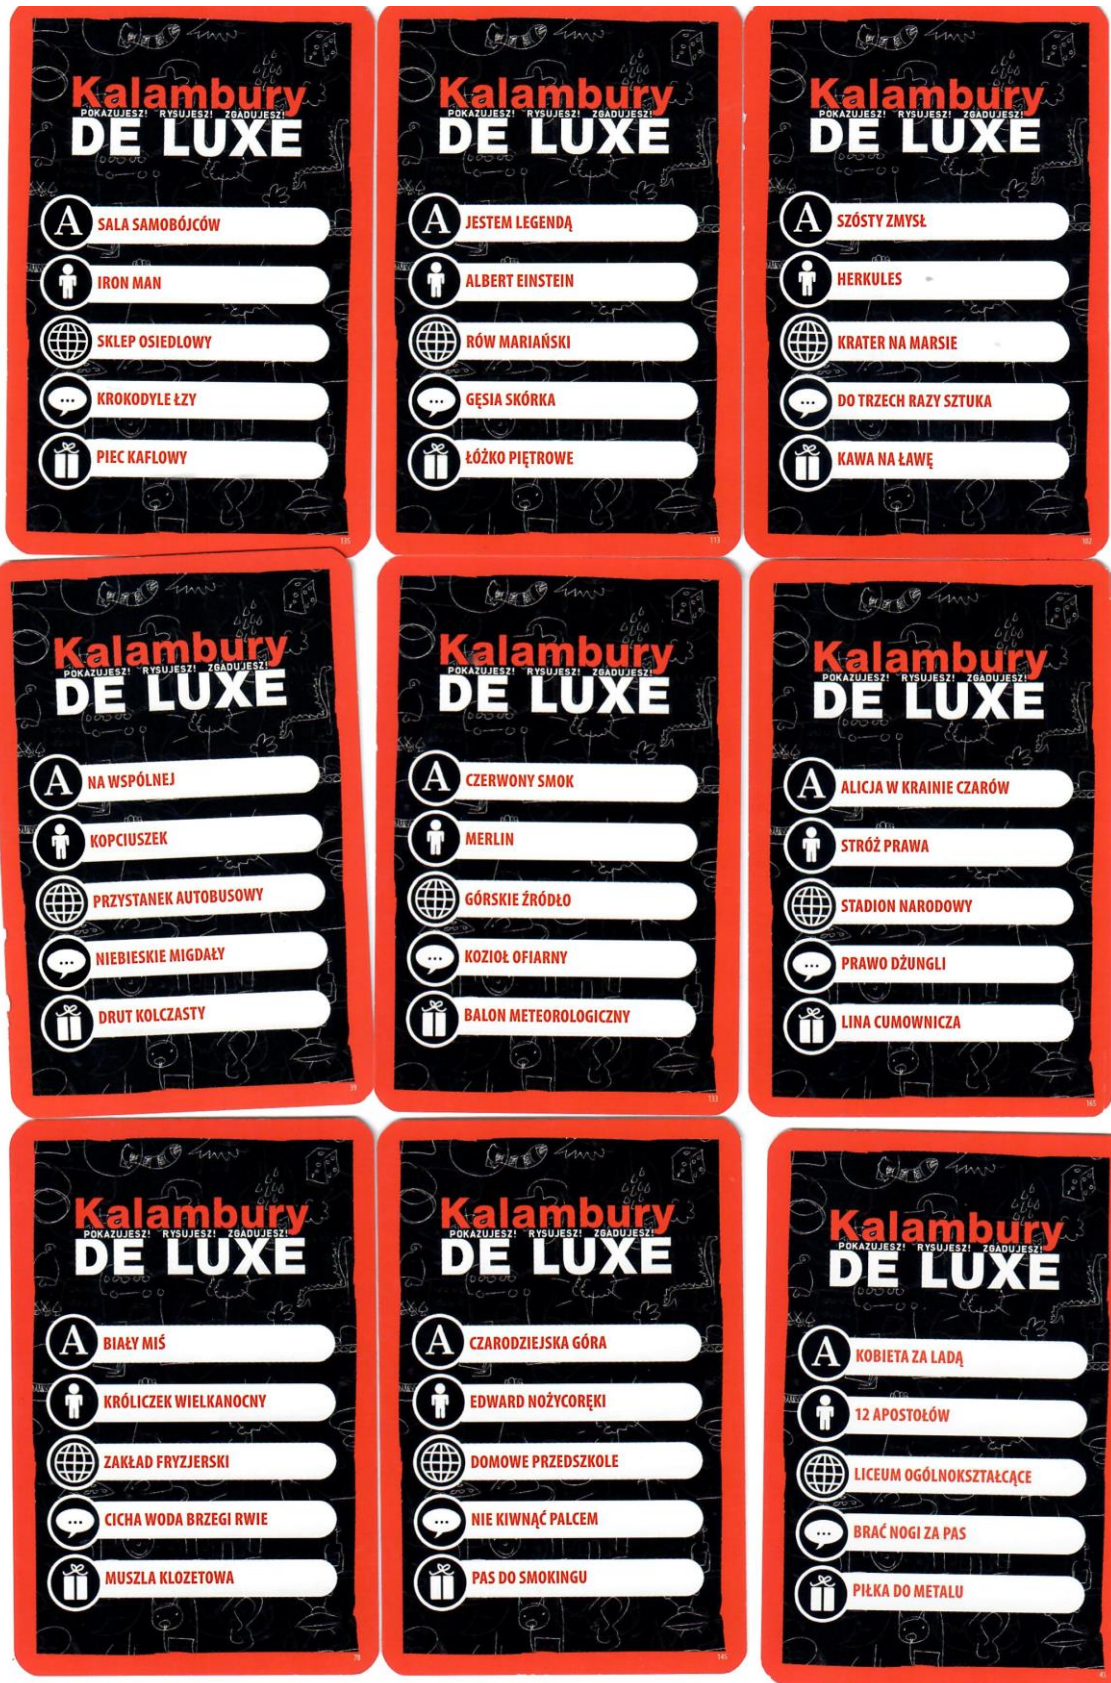 Kalambury
POKAZUJESZ! RYSUJESZ! ZGADUJESZ!
DE LUXE
A SALA SAMOBÓJCÓW
IRON MAN
SKLEP OSIEDLOWY
KROKODYLE ŁZY
PIEC KAFLOWY
135
Kalambury
POKAZUJESZ! RYSUJESZ! ZGADUJESZ!
DE LUXE
A JESTEM LEGENDĄ
ALBERT EINSTEIN
RÓW MARIAŃSKI
GĘSIA SKÓRKA
ŁÓŻKO PIĘTROWE
113
Kalambury
POKAZUJESZ! RYSUJESZ! ZGADUJESZ!
DE LUXE
A SZÓSTY ZMYSŁ
HERKULES
KRATER NA MARSIE
DO TRZECH RAZY SZTUKA
KAWA NA ŁAWĘ
102
Kalambury
POKAZUJESZ! RYSUJESZ! ZGADUJESZ!
DE LUXE
A NA WSPÓLNEJ
KOPCIUSZEK
PRZYSTANEK AUTOBUSOWY
NIEBIESKIE MIGDAŁY
DRUT KOLCZASTY
Kalambury
POKAZUJESZ! RYSUJESZ! ZGADUJESZ!
DE LUXE
A CZERWONY SMOK
MERLIN
GÓRSKIE ŹRÓDŁO
KOZIOŁ OFIARNY
BALON METEOROLOGICZNY
133
Kalambury
POKAZUJESZ! RYSUJESZ! ZGADUJESZ!
DE LUXE
A ALICJA W KRAINIE CZARÓW
STRÓŻ PRAWA
STADION NARODOWY
PRAWO DŻUNGLI
LINA CUMOWNICZA
Kalambury
POKAZUJESZ! RYSUJESZ! ZGADUJESZ!
DE LUXE
A BIAŁY MIŚ
KRÓLICZEK WIELKANOCNY
ZAKŁAD FRYZJERSKI
CICHA WODA BRZEGI RWIE
MUSZLA KLOZETOWA
78
Kalambury
POKAZUJESZ! RYSUJESZ! ZGADUJESZ!
DE LUXE
A CZARODZIEJSKA GÓRA
EDWARD NOŻYCORĘKI
DOMOWE PRZEDSZKOLE
NIE KIWNĄĆ PALCEM
PAS DO SMOKINGU
145
Kalambury
POKAZUJESZ! RYSUJESZ! ZGADUJESZ!
DE LUXE
A KOBIETA ZA LADĄ
12 APOSTOŁÓW
LICEUM OGÓLNOKSZTAŁCĄCE
BRAĆ NOGI ZA PAS
PIŁKA DO METALU
45